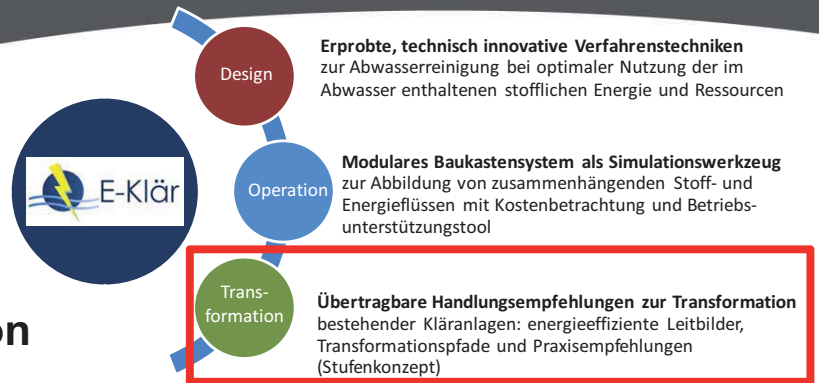 Design
Erprobte, technisch innovative Verfahrenstechniken
zur Abwasserreinigung bei optimaler Nutzung der im
Abwasser enthaltenen stofflichen Energie und Ressourcen
E-Klär
Operation
Modulares Baukastensystem als Simulationswerkzeug
zur Abbildung von zusammenhängenden Stoff- und
Energieflüssen mit Kostenbetrachtung und Betriebs-
unterstützungstool
Trans-
formation
Übertragbare Handlungsempfehlungen zur Transformation
bestehender Kläranlagen: energieeffiziente Leitbilder,
Transformationspfade und Praxisempfehlungen
(Stufenkonzept)
on